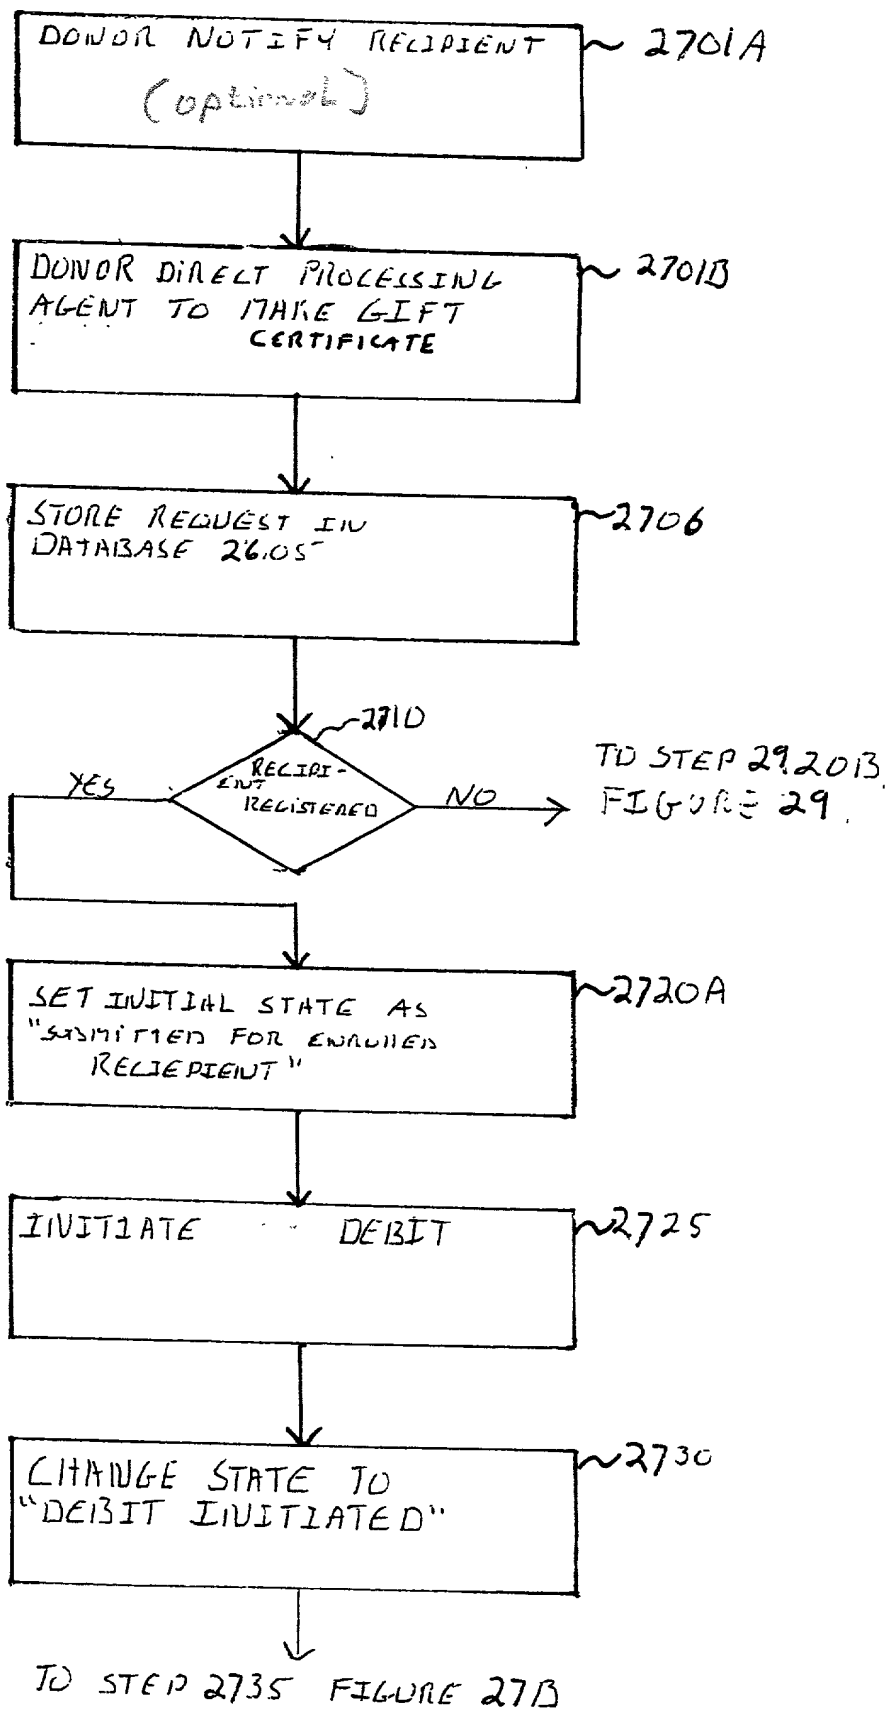 DONOR NOTIFY RECIPIENT
(optional)
2701A
DONOR DIRECT PROCESSING
AGENT TO MAKE GIFT
CERTIFICATE
2701B
STORE REQUEST IN
DATABASE 2605
2706
2710
RECIPI-
ENT
REGISTERED
YES
NO
TO STEP 2920B
FIGURE 29.
SET INITIAL STATE AS
"SUBMITTED FOR ENROLLED
RECIEPIENT"
2720A
INITIATE DEBIT
2725
CHANGE STATE TO
"DEBIT INITIATED"
2730
TO STEP 2735 FIGURE 27B